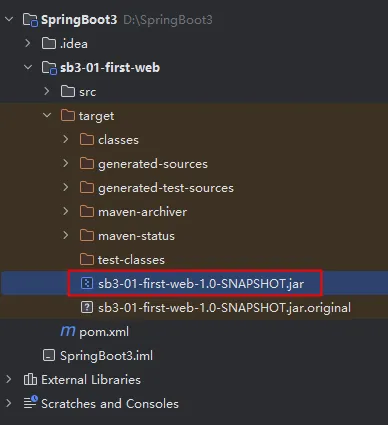 SpringBoot3 D:\SpringBoot3
.idea
sb3-01-first-web
src
target
classes
generated-sources
generated-test-sources
maven-archiver
maven-status
test-classes
sb3-01-first-web-1.0-SNAPSHOT.jar
sb3-01-first-web-1.0-SNAPSHOT.jar.original
m pom.xml
SpringBoot3.iml
External Libraries
Scratches and Consoles